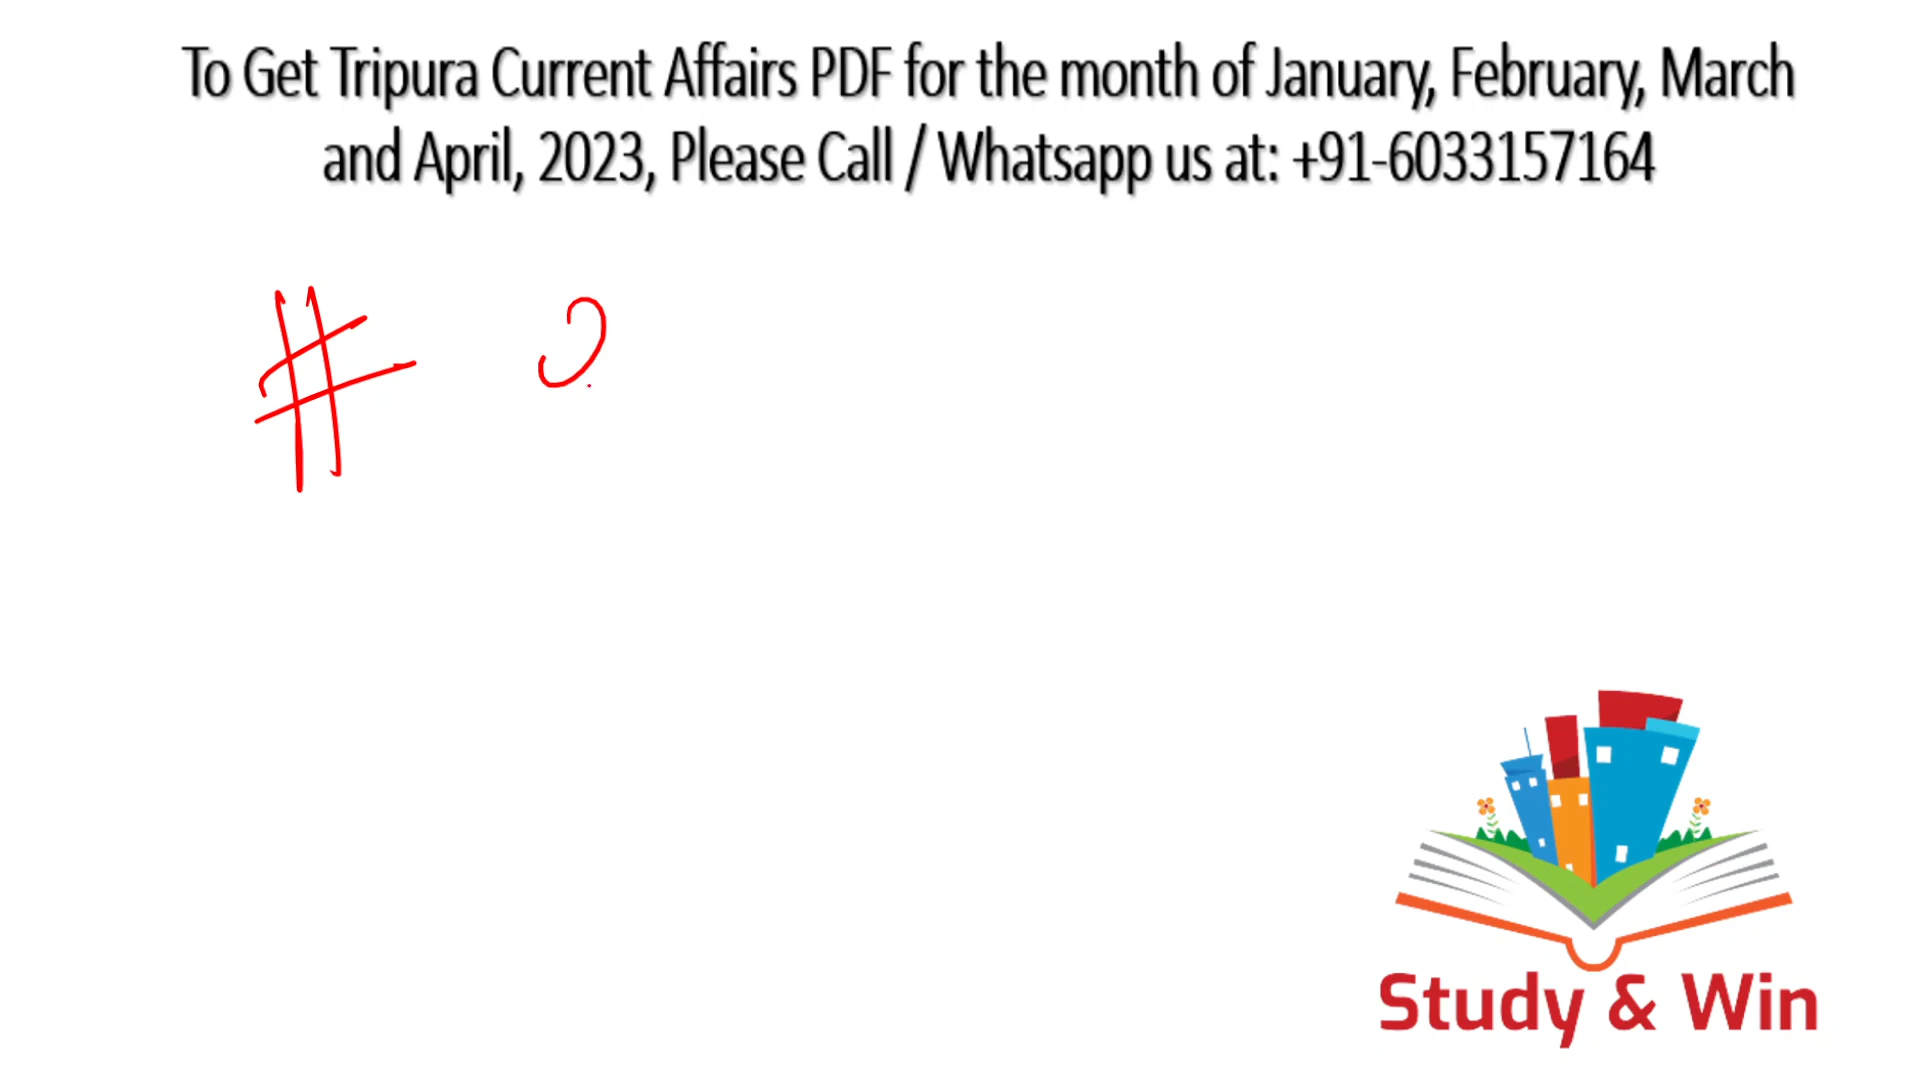 To Get Tripura Current Affairs PDF for the month of January, February, March
and April, 2023, Please Call / Whatsapp us at: +91-6033157164
#
Study & Win